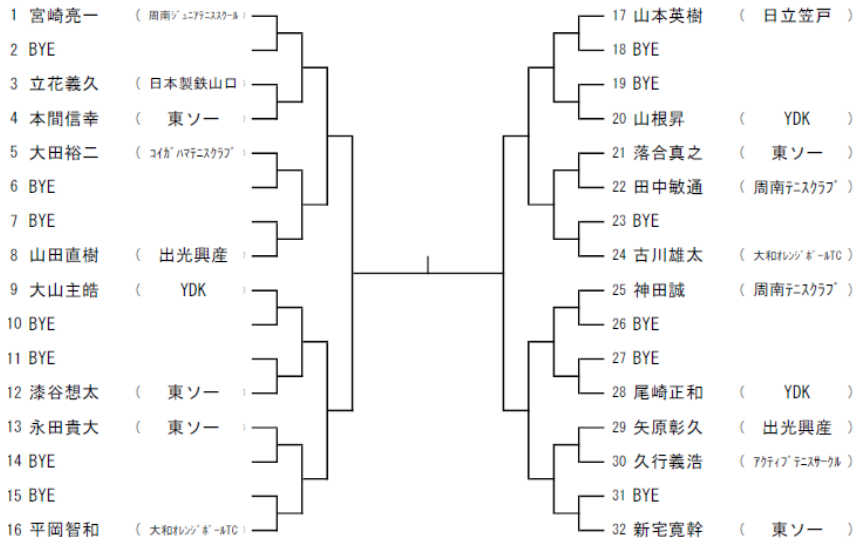 1 宮崎亮一 ( 周南ジュニアテニススクール )
2 BYE
3 立花義久 ( 日本製鉄山口 )
4 本間信幸 ( 東ソー )
5 大田裕二 ( コイガハマテニスクラブ )
6 BYE
7 BYE
8 山田直樹 ( 出光興産 )
9 大山主皓 ( YDK )
10 BYE
11 BYE
12 漆谷想太 ( 東ソー )
13 永田貴大 ( 東ソー )
14 BYE
15 BYE
16 平岡智和 ( 大和オレンジボールTC )
17 山本英樹 ( 日立笠戸 )
18 BYE
19 BYE
20 山根昇 ( YDK )
21 落合真之 ( 東ソー )
22 田中敏通 ( 周南テニスクラブ )
23 BYE
24 古川雄太 ( 大和オレンジボールTC )
25 神田誠 ( 周南テニスクラブ )
26 BYE
27 BYE
28 尾崎正和 ( YDK )
29 矢原彰久 ( 出光興産 )
30 久行義浩 ( アクティブテニスサークル )
31 BYE
32 新宅寛幹 ( 東ソー )